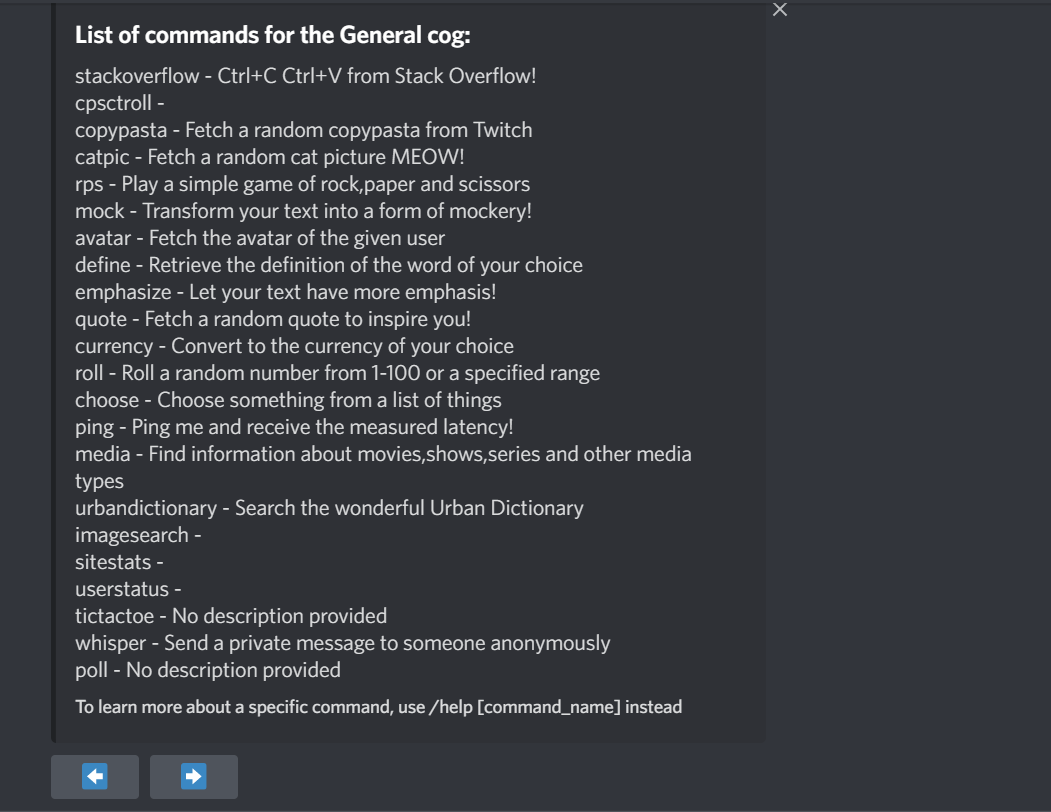 List of commands for the General cog:
stackoverflow - Ctrl+C Ctrl+V from Stack Overflow!
cpsctroll -
copypasta - Fetch a random copypasta from Twitch
catpic - Fetch a random cat picture MEOW!
rps - Play a simple game of rock,paper and scissors
mock - Transform your text into a form of mockery!
avatar - Fetch the avatar of the given user
define - Retrieve the definition of the word of your choice
emphasize - Let your text have more emphasis!
quote - Fetch a random quote to inspire you!
currency - Convert to the currency of your choice
roll - Roll a random number from 1-100 or a specified range
choose - Choose something from a list of things
ping - Ping me and receive the measured latency!
media - Find information about movies,shows,series and other media
types
urbandictionary - Search the wonderful Urban Dictionary
imagesearch -
sitestats -
userstatus -
tictactoe - No description provided
whisper - Send a private message to someone anonymously
poll - No description provided
To learn more about a specific command, use /help [command_name] instead